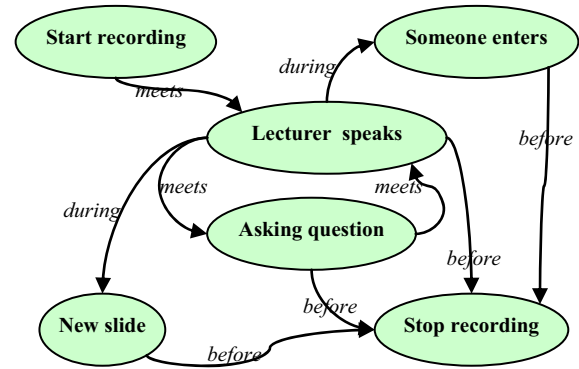 Start recording
Someone enters
during
meets
Lecturer speaks
before
meets
meets
during
Asking question
before
before
New slide
Stop recording
before